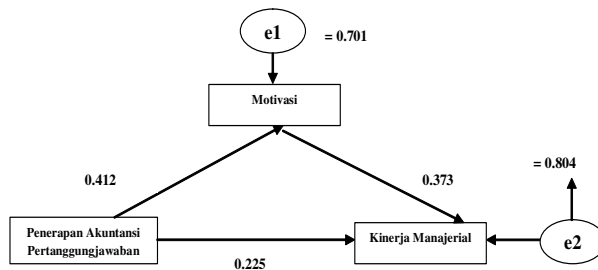 e1
= 0.701
Motivasi
0.412
0.373
= 0.804
Penerapan Akuntansi
Pertanggungjawaban
Kinerja Manajerial
e2
0.225